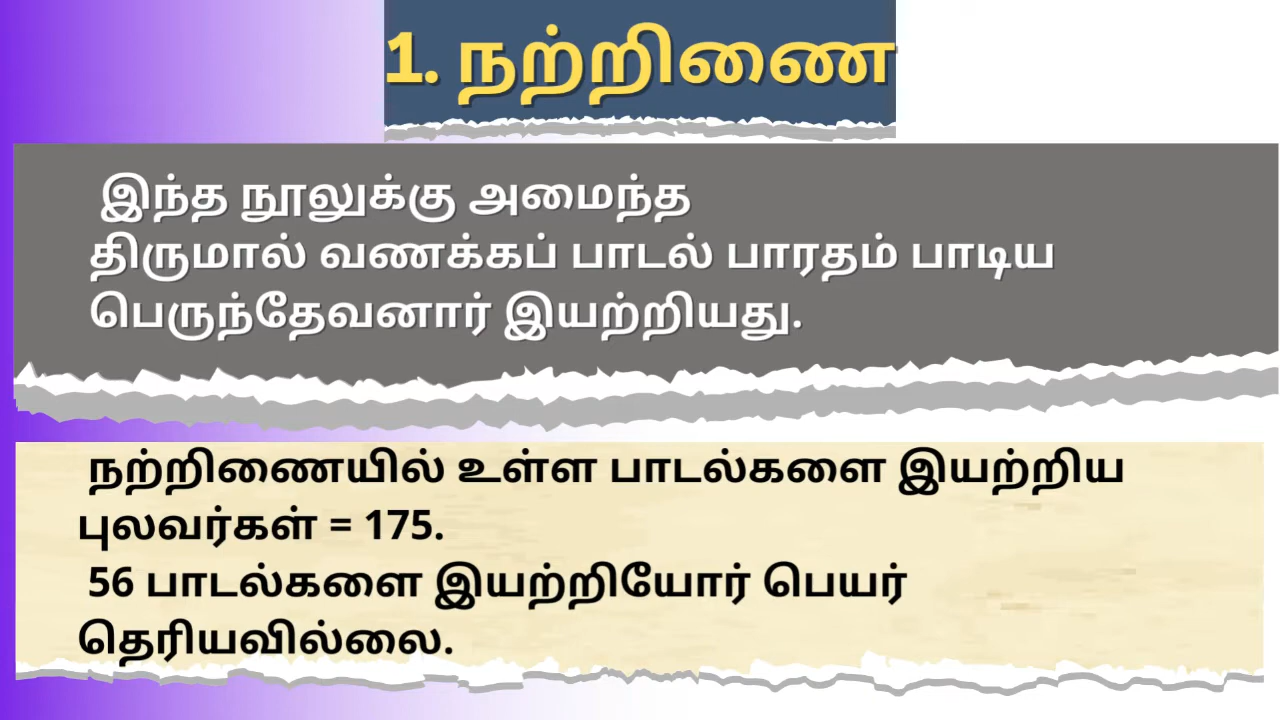 1. நற்றிணை
இந்த நூலுக்கு அமைந்த
திருமால் வணக்கப் பாடல் பாரதம் பாடிய
பெருந்தேவனார் இயற்றியது.
நற்றிணையில் உள்ள பாடல்களை இயற்றிய
புலவர்கள் = 175.
56 பாடல்களை இயற்றியோர் பெயர்
தெரியவில்லை.